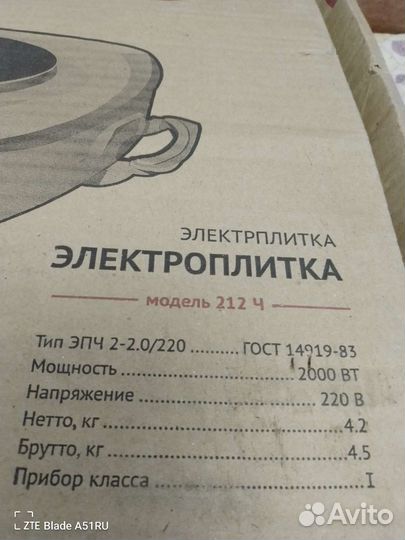 ЭЛЕКТРПЛИТКА
ЭЛЕКТРОПЛИТКА
модель 212 Ч
Тип ЭПЧ 2-2.0/220 .......... ГОСТ 14919-83
Мощность ........................... 2000 ВТ
Напряжение ........................... 220 В
Нетто, кг ........................... 4.2
Брутто, кг ........................... 4.5
Прибор класса ........................... I
ZTE Blade A51RU
Avito